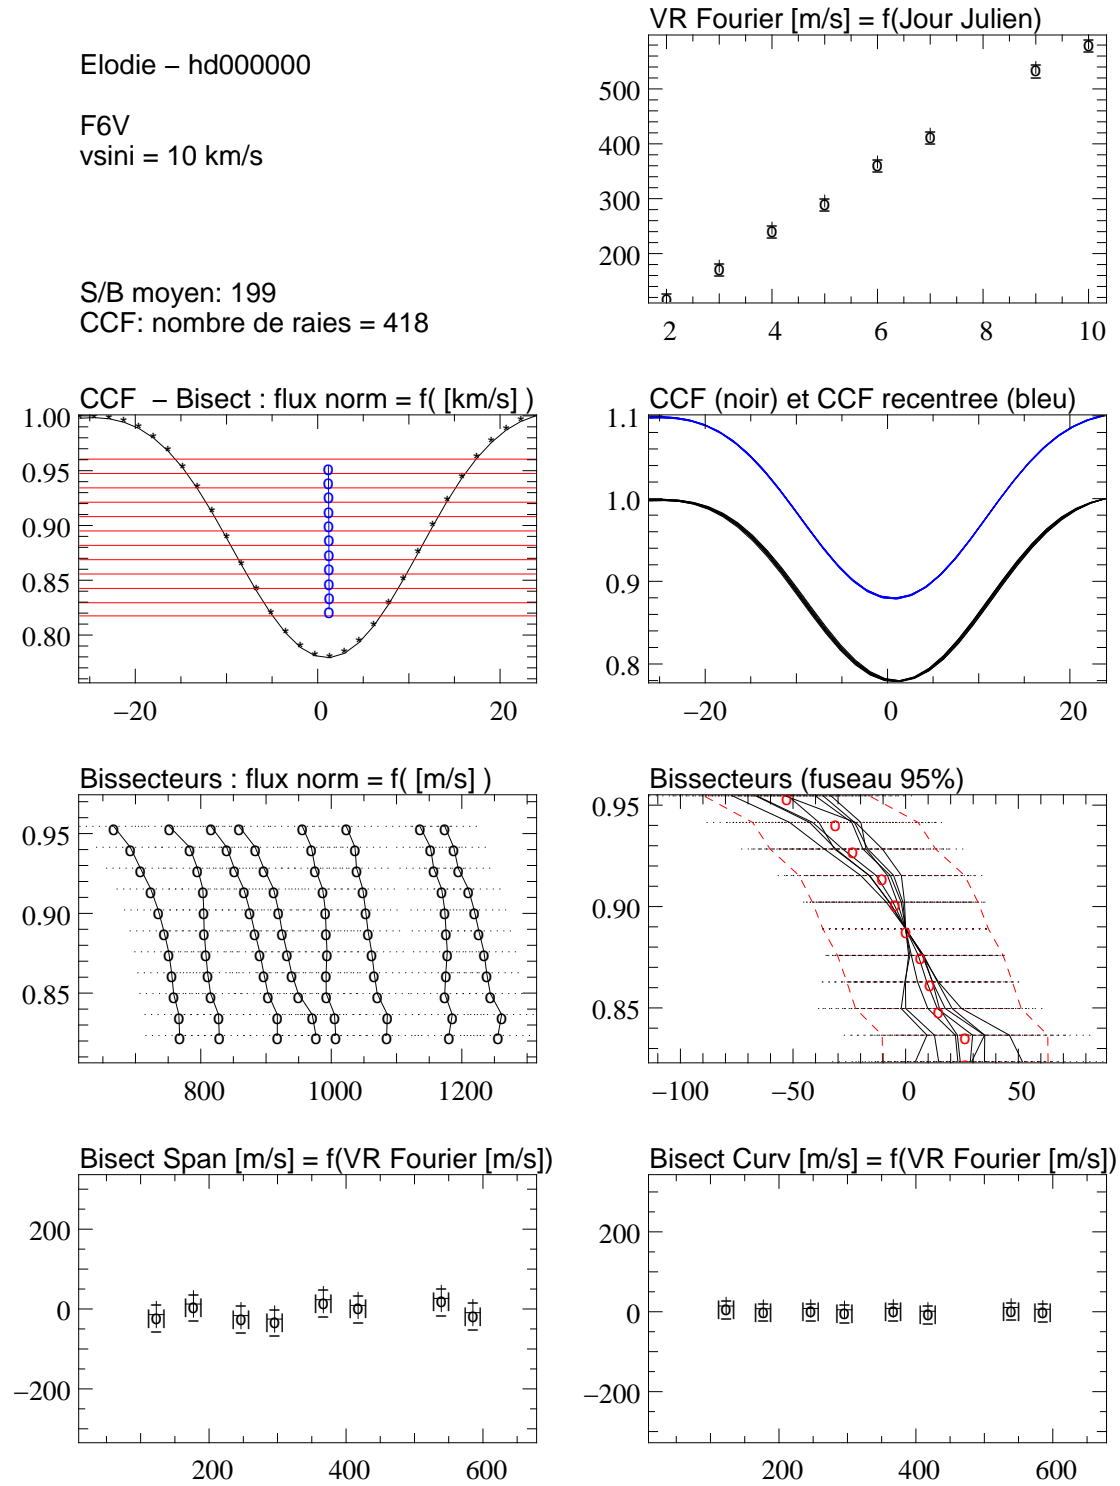 VR Fourier [m/s] = f(Jour Julien)
Elodie − hd000000
F6V
vsini = 10 km/s
S/B moyen: 199
CCF: nombre de raies = 418
500
400
300
200
2 4 6 8 10
CCF − Bisect : flux norm = f( [km/s] )
1.00
0.95
0.90
0.85
0.80
−20 0 20
CCF (noir) et CCF recentree (bleu)
1.1
1.0
0.9
0.8
−20 0 20
Bissecteurs : flux norm = f( [m/s] )
0.95
0.90
0.85
800 1000 1200
Bissecteurs (fuseau 95%)
0.95
0.90
0.85
−100 −50 0 50
Bisect Span [m/s] = f(VR Fourier [m/s])
200
0
−200
200 400 600
Bisect Curv [m/s] = f(VR Fourier [m/s])
200
0
−200
200 400 600